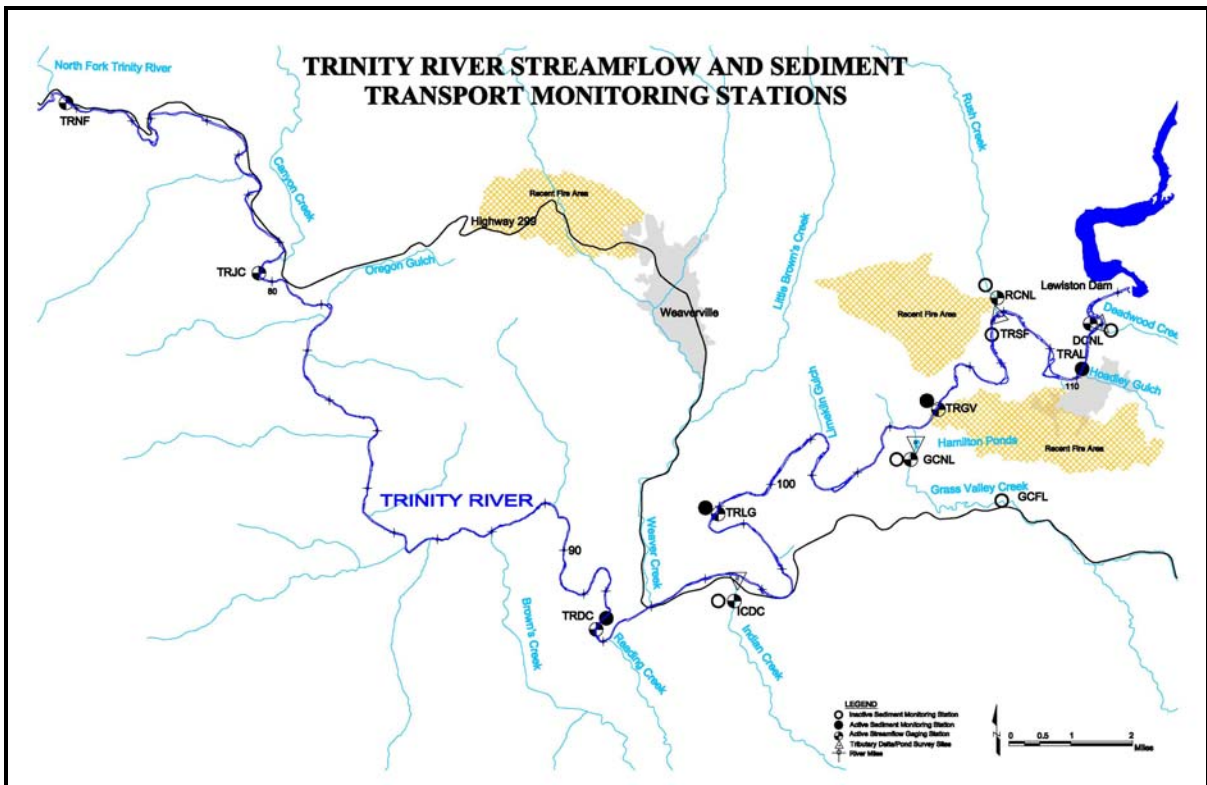 TRINITY RIVER STREAMFLOW AND SEDIMENT
TRANSPORT MONITORING STATIONS
North Fork Trinity River
TRNF
Canyon Creek
Rush Creek
Recent Fire Area
Highway 299
Little Brown's Creek
TRJC
80
Oregon Gulch
Weaverville
Lewiston Dam
RCNL
Deadwood Cree
Recent Fire Area
TRSF
DCNL
TRAL
Hoadley Gulch
110
Limekiln Gulch
TRGV
Hamilton Ponds
Recent Fire Area
GCNL
Grass Valley Creek
GCFL
100
TRINITY RIVER
TRLG
90
Weaver Creek
ICDC
TRDC
Brown's Creek
Reading Creek
Indian Creek
LEGEND
Inactive Sediment Monitoring Station
Active Sediment Monitoring Station
Active Streamflow Gaging Station
Tributary Delta/Pond Survey Sites
River Miles
N
0 0.5 1 2
Miles